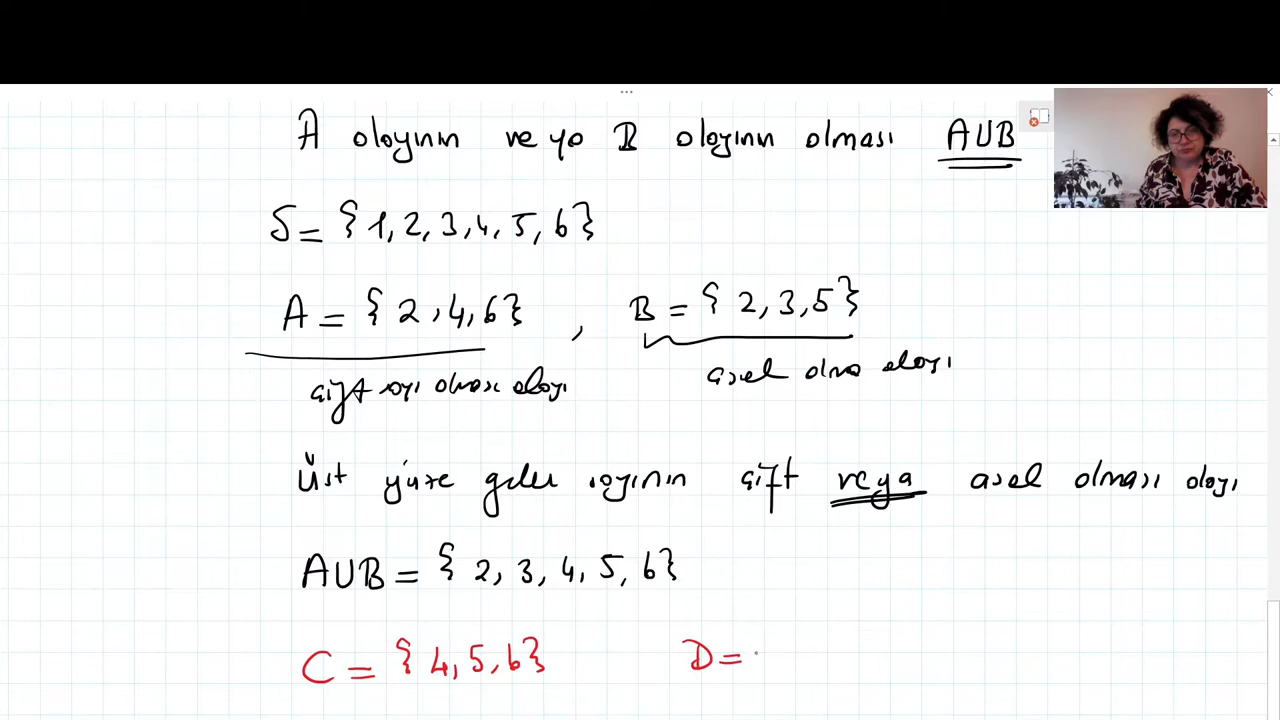 A olayının veya B olayının olması AUB
S = {1, 2, 3, 4, 5, 6}
A = {2, 4, 6} , B = {2, 3, 5}
çift sayı olması olayı asal olma olayı
Üst yüze gelen sayının çift veya asal olması olayı
AUB = {2, 3, 4, 5, 6}
C = {4, 5, 6} D =